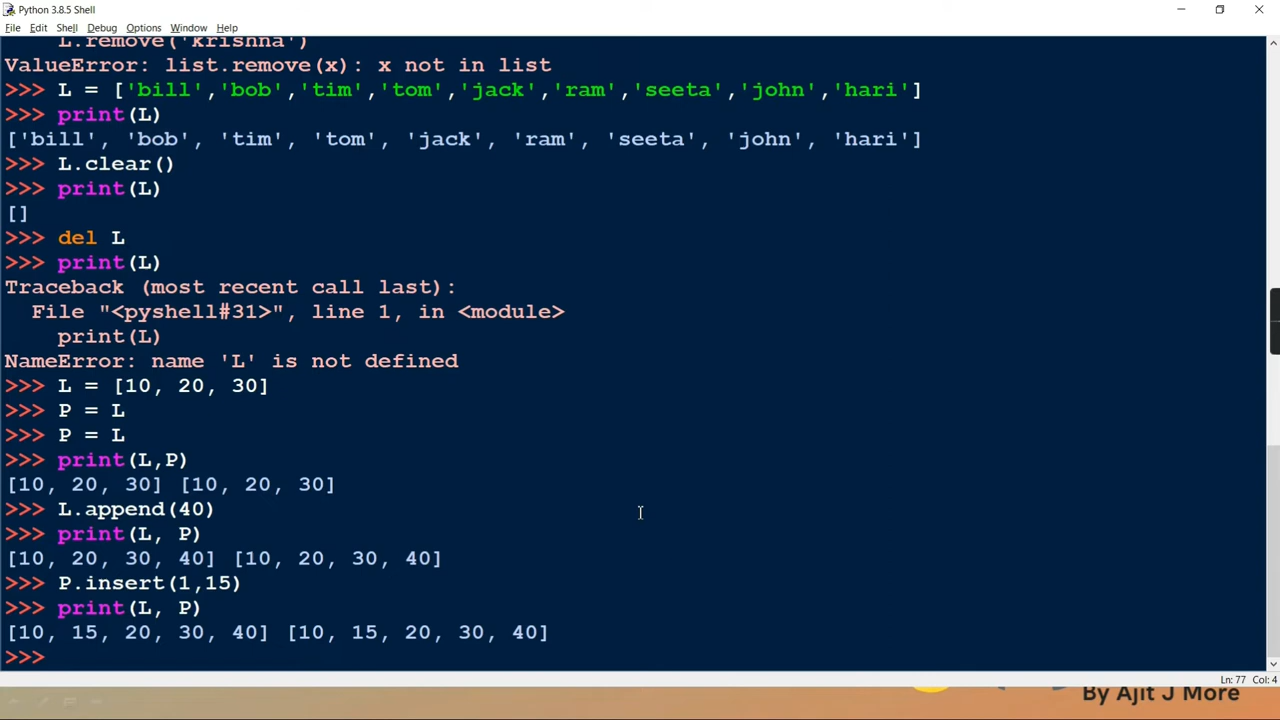 Python 3.8.5 Shell
File Edit Shell Debug Options Window Help
L.remove('krishna')
ValueError: list.remove(x): x not in list
>>> L = ['bill','bob','tim','tom','jack','ram','seeta','john','hari']
>>> print(L)
['bill', 'bob', 'tim', 'tom', 'jack', 'ram', 'seeta', 'john', 'hari']
>>> L.clear()
>>> print(L)
[]
>>> del L
>>> print(L)
Traceback (most recent call last):
  File "<pyshell#31>", line 1, in <module>
    print(L)
NameError: name 'L' is not defined
>>> L = [10, 20, 30]
>>> P = L
>>> P = L
>>> print(L,P)
[10, 20, 30] [10, 20, 30]
>>> L.append(40)
>>> print(L, P)
[10, 20, 30, 40] [10, 20, 30, 40]
>>> P.insert(1,15)
>>> print(L, P)
[10, 15, 20, 30, 40] [10, 15, 20, 30, 40]
>>>
Ln: 77 Col: 4
By Ajit J More